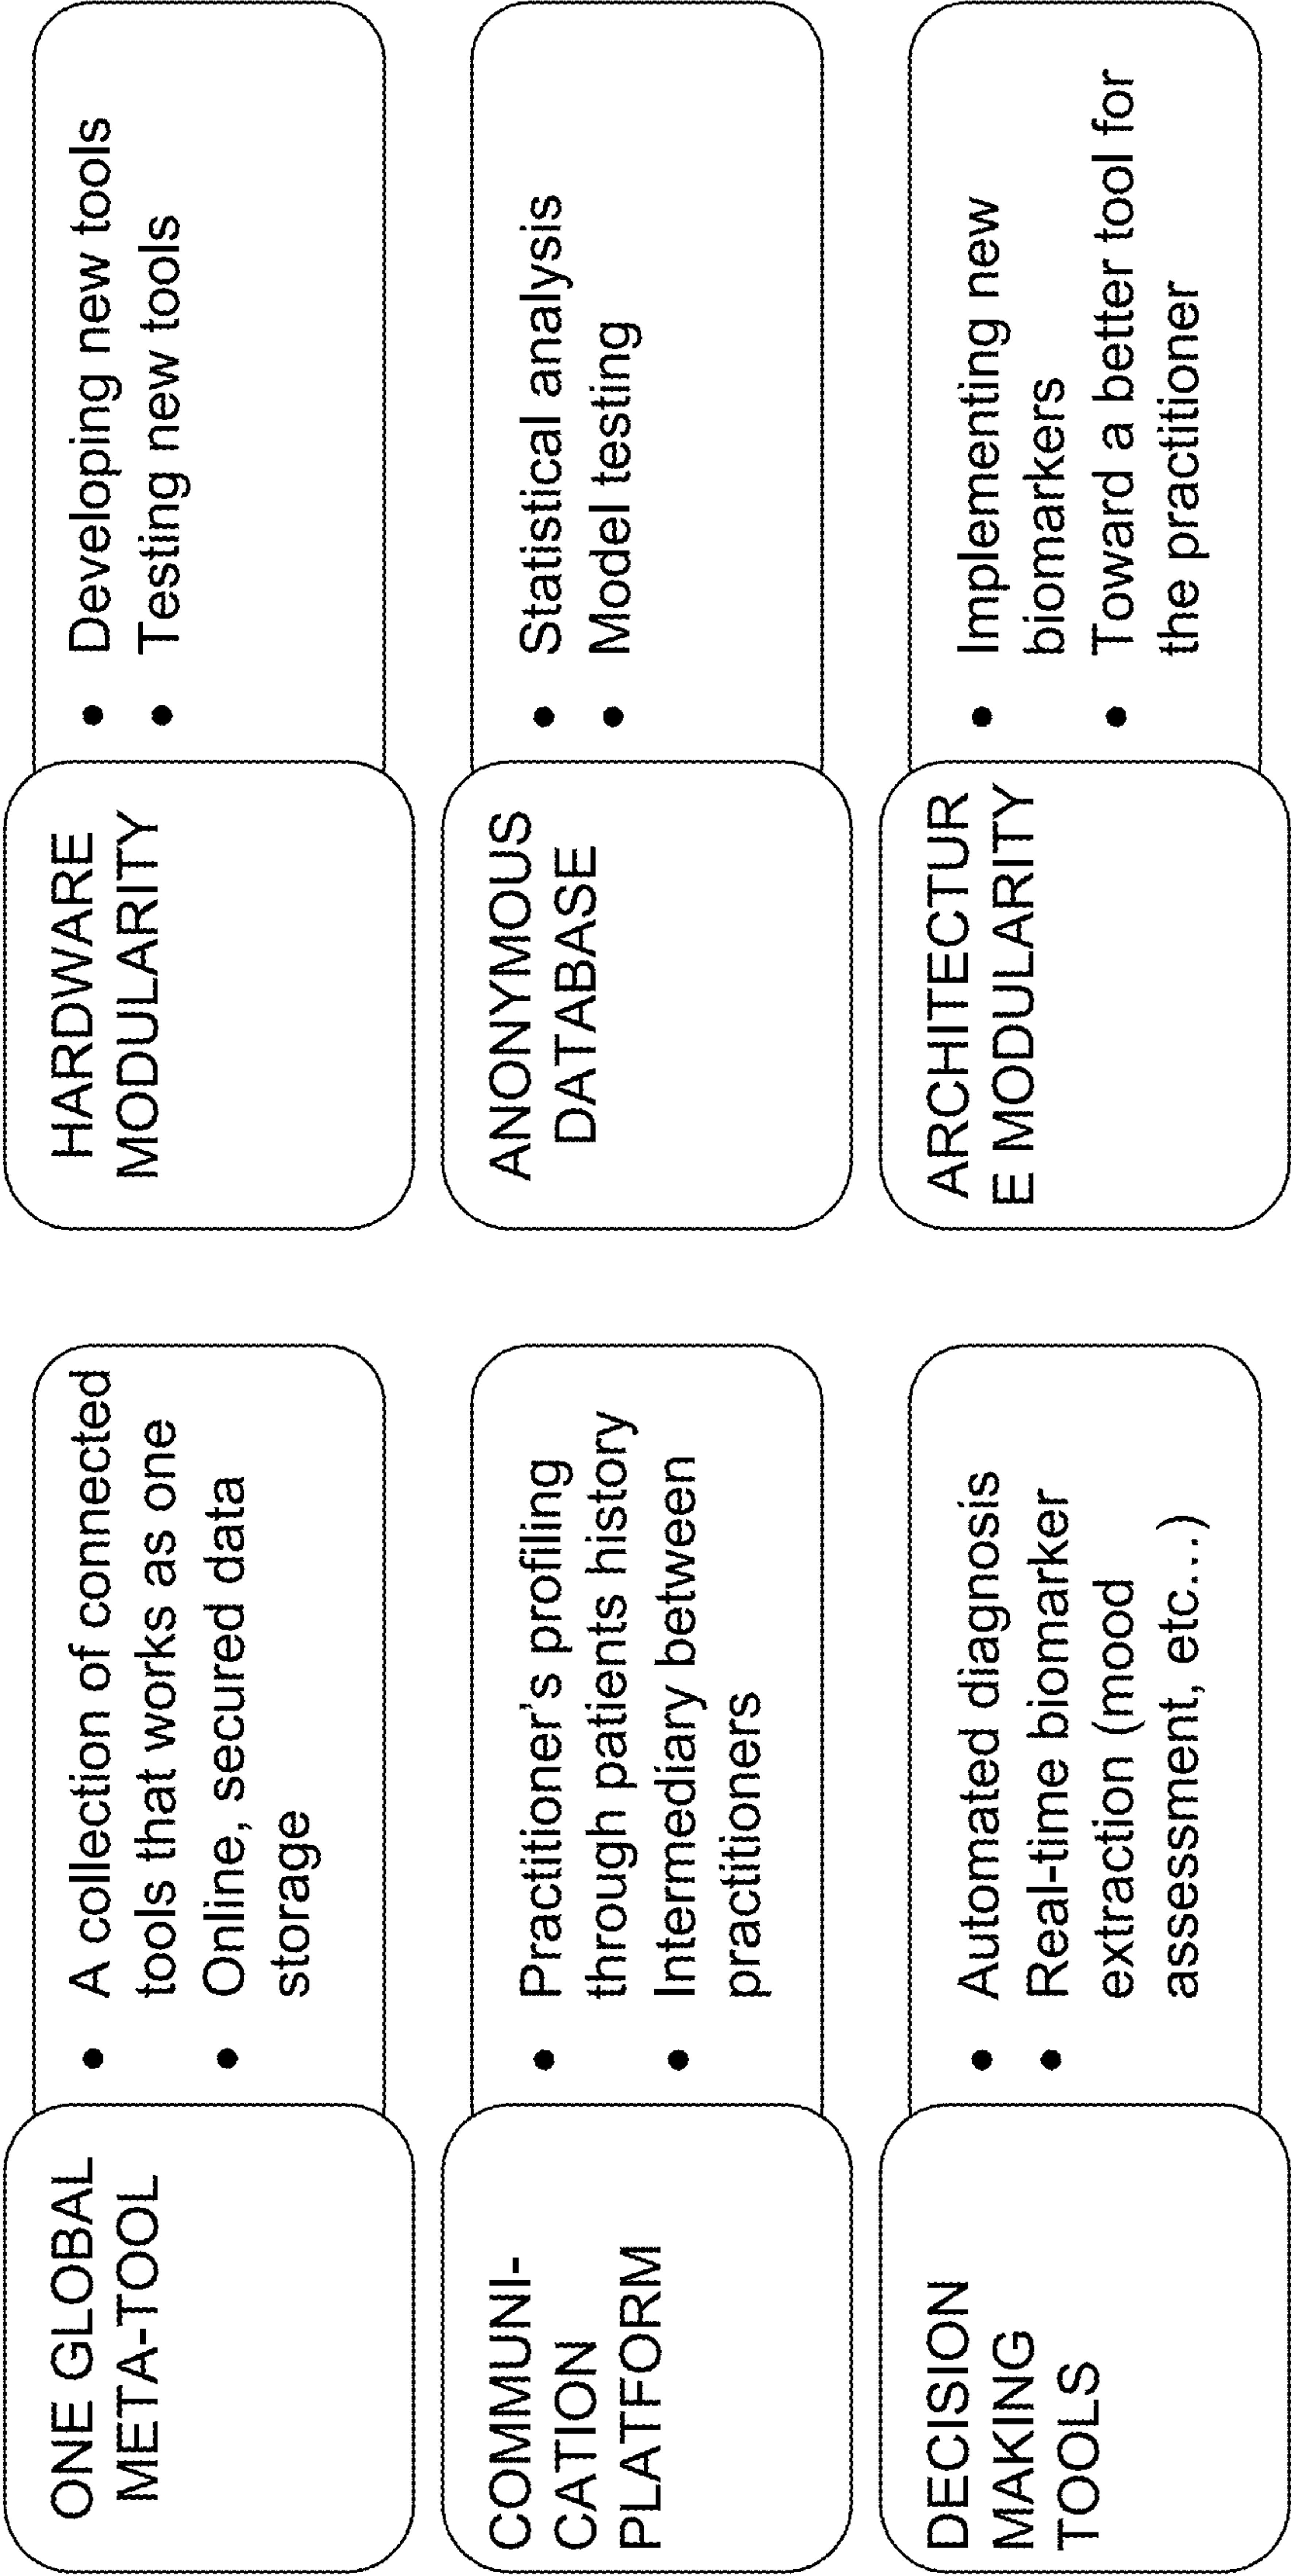 ONE GLOBAL
META-TOOL
• A collection of connected
tools that works as one
• Online, secured data
storage
COMMUNI-
CATION
PLATFORM
• Practitioner's profiling
through patients history
• Intermediary between
practitioners
DECISION
MAKING
TOOLS
• Automated diagnosis
• Real-time biomarker
extraction (mood
assessment, etc...)
HARDWARE
MODULARITY
• Developing new tools
• Testing new tools
ANONYMOUS
DATABASE
• Statistical analysis
• Model testing
ARCHITECTUR
E MODULARITY
• Implementing new
biomarkers
• Toward a better tool for
the practitioner